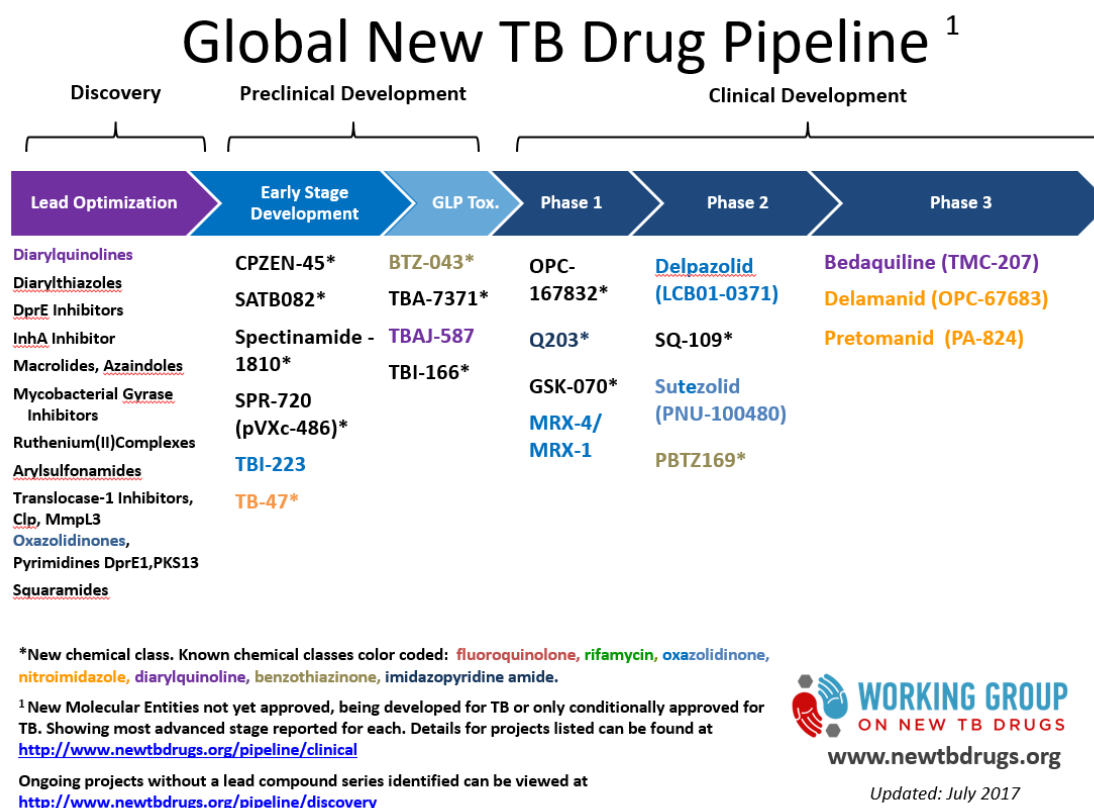 Global New TB Drug Pipeline 1
Discovery
Preclinical Development
Clinical Development
Lead Optimization
Early Stage
Development
GLP Tox.
Phase 1
Phase 2
Phase 3
Diarylquinolines
Diarylthiazoles
DprE Inhibitors
InhA Inhibitor
Macrolides, Azaindoles
Mycobacterial Gyrase
Inhibitors
Ruthenium(II)Complexes
Arylsulfonamides
Translocase-1 Inhibitors,
Clp, MmpL3
Oxazolidinones,
Pyrimidines DprE1,PKS13
Squaramides
CPZEN-45*
SATB082*
Spectinamide -
1810*
SPR-720
(pVXc-486)*
TBI-223
TB-47*
BTZ-043*
TBA-7371*
TBAJ-587
TBI-166*
OPC-
167832*
Q203*
GSK-070*
MRX-4/
MRX-1
Delpazolid
(LCB01-0371)
SQ-109*
Sutezolid
(PNU-100480)
PBTZ169*
Bedaquiline (TMC-207)
Delamanid (OPC-67683)
Pretomanid (PA-824)
*New chemical class. Known chemical classes color coded: fluoroquinolone, rifamycin, oxazolidinone,
nitroimidazole, diarylquinoline, benzothiazinone, imidazopyridine amide.
1 New Molecular Entities not yet approved, being developed for TB or only conditionally approved for
TB. Showing most advanced stage reported for each. Details for projects listed can be found at
http://www.newtbdrugs.org/pipeline/clinical
Ongoing projects without a lead compound series identified can be viewed at
http://www.newtbdrugs.org/pipeline/discovery
WORKING GROUP
ON NEW TB DRUGS
www.newtbdrugs.org
Updated: July 2017